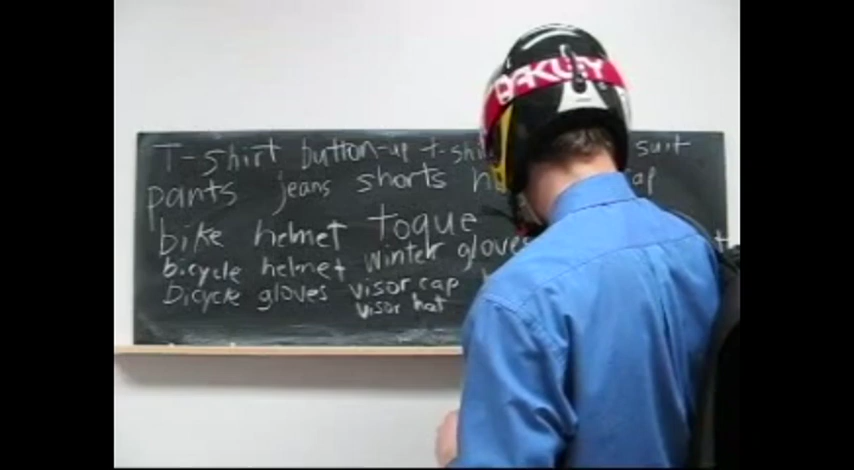 OAKLEY
T-shirt button-up t-shi suit
pants jeans shorts h ap
bike helmet toque
bicycle helmet winter gloves t
bicycle gloves visor cap
visor hat